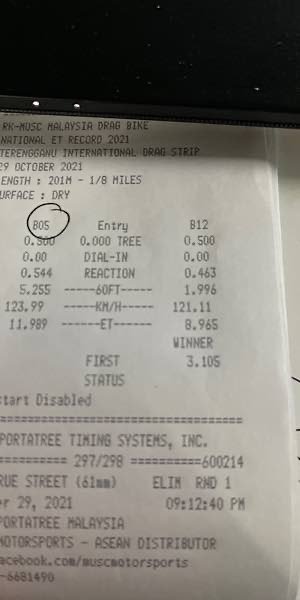 RK-MUSC MALAYSIA DRAG BIKE
NATIONAL ET RECORD 2021
TERENGGANU INTERNATIONAL DRAG STRIP
29 OCTOBER 2021
ENGTH : 201M - 1/8 MILES
URFACE : DRY
B05 Entry B12
0.500 0.000 TREE 0.500
0.00 DIAL-IN 0.00
0.544 REACTION 0.463
5.255 -----60FT----- 1.996
123.99 -----KM/H----- 121.11
11.989 ------ET------ 8.965
WINNER
FIRST 3.105
STATUS
start Disabled
=====================================
PORTATREE TIMING SYSTEMS, INC.
========== 297/298 ==========600214
RUE STREET (61mm) ELIM RND 1
er 29, 2021 09:12:40 PM
PORTATREE MALAYSIA
MOTORSPORTS - ASEAN DISTRIBUTOR
acebook.com/muscmotorsports
-6681490